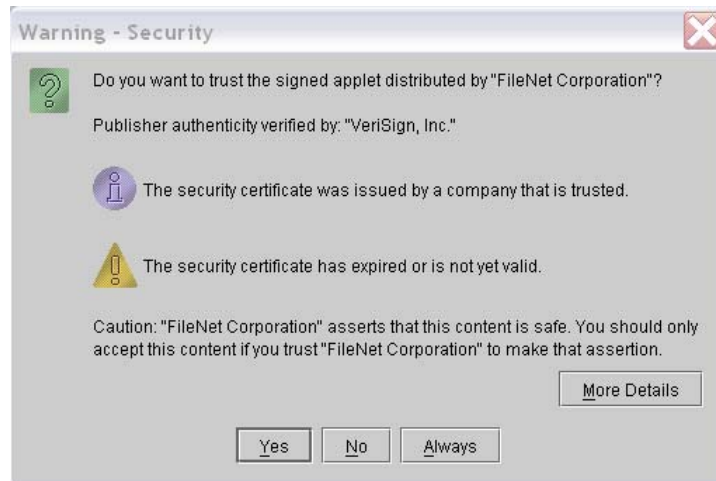 Warning - Security
Do you want to trust the signed applet distributed by "FileNet Corporation"?
Publisher authenticity verified by: "VeriSign, Inc."
The security certificate was issued by a company that is trusted.
The security certificate has expired or is not yet valid.
Caution: "FileNet Corporation" asserts that this content is safe. You should only
accept this content if you trust "FileNet Corporation" to make that assertion.
More Details
Yes No Always